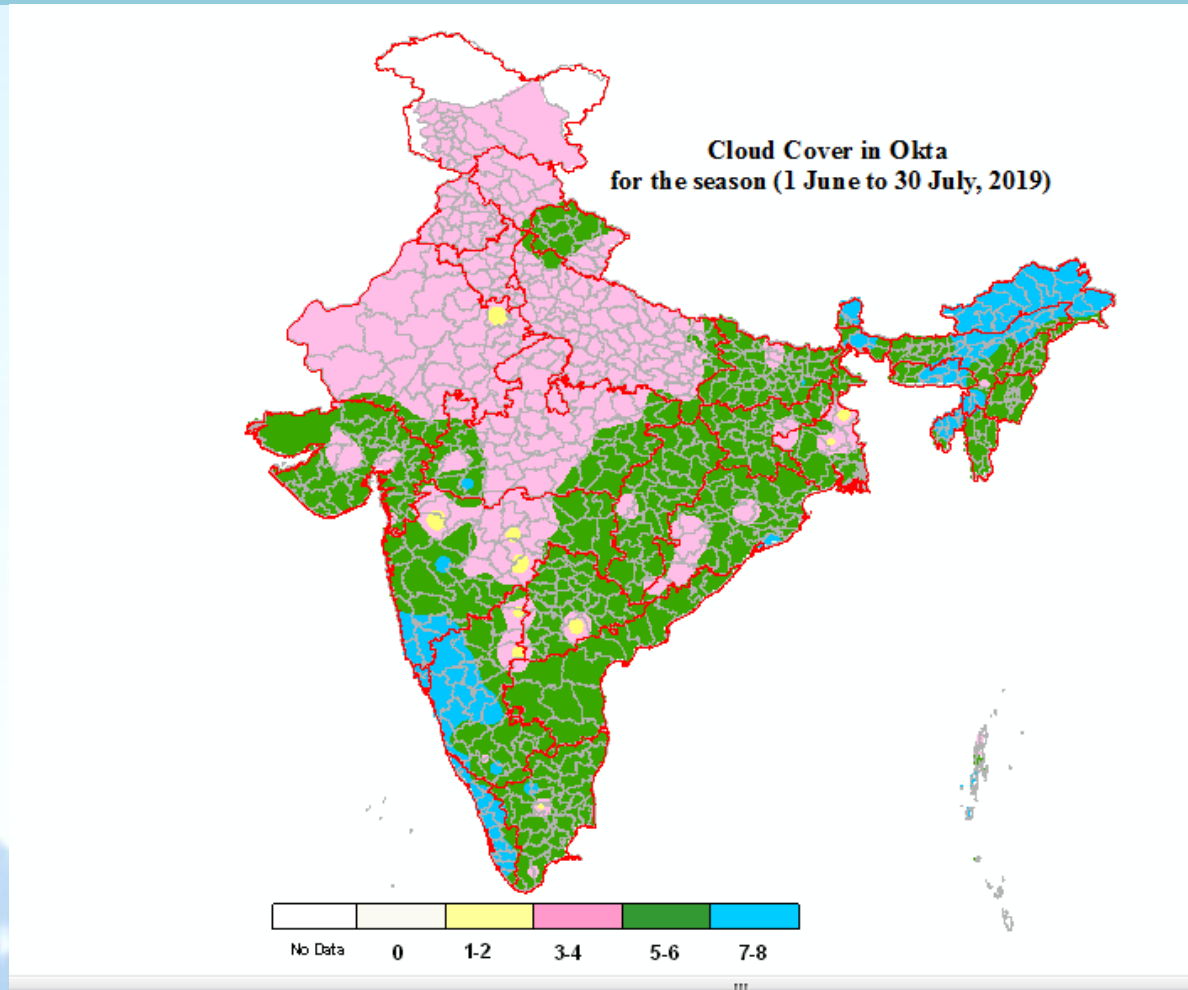 Cloud Cover in Okta
for the season (1 June to 30 July, 2019)
No Data 0 1-2 3-4 5-6 7-8